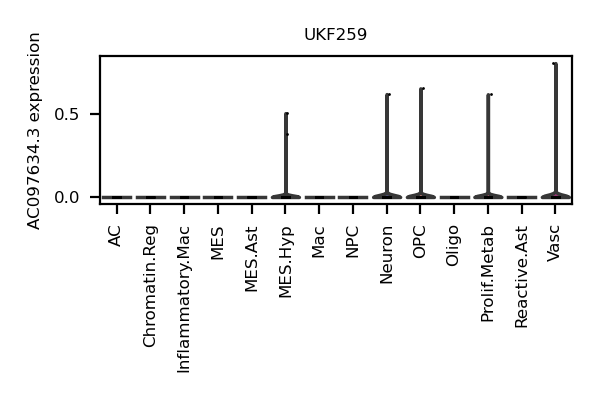 UKF259
AC097634.3 expression
0.5
0.0
AC
Chromatin.Reg
Inflammatory.Mac
MES
MES.Ast
MES.Hyp
Mac
NPC
Neuron
OPC
Oligo
Prolif.Metab
Reactive.Ast
Vasc